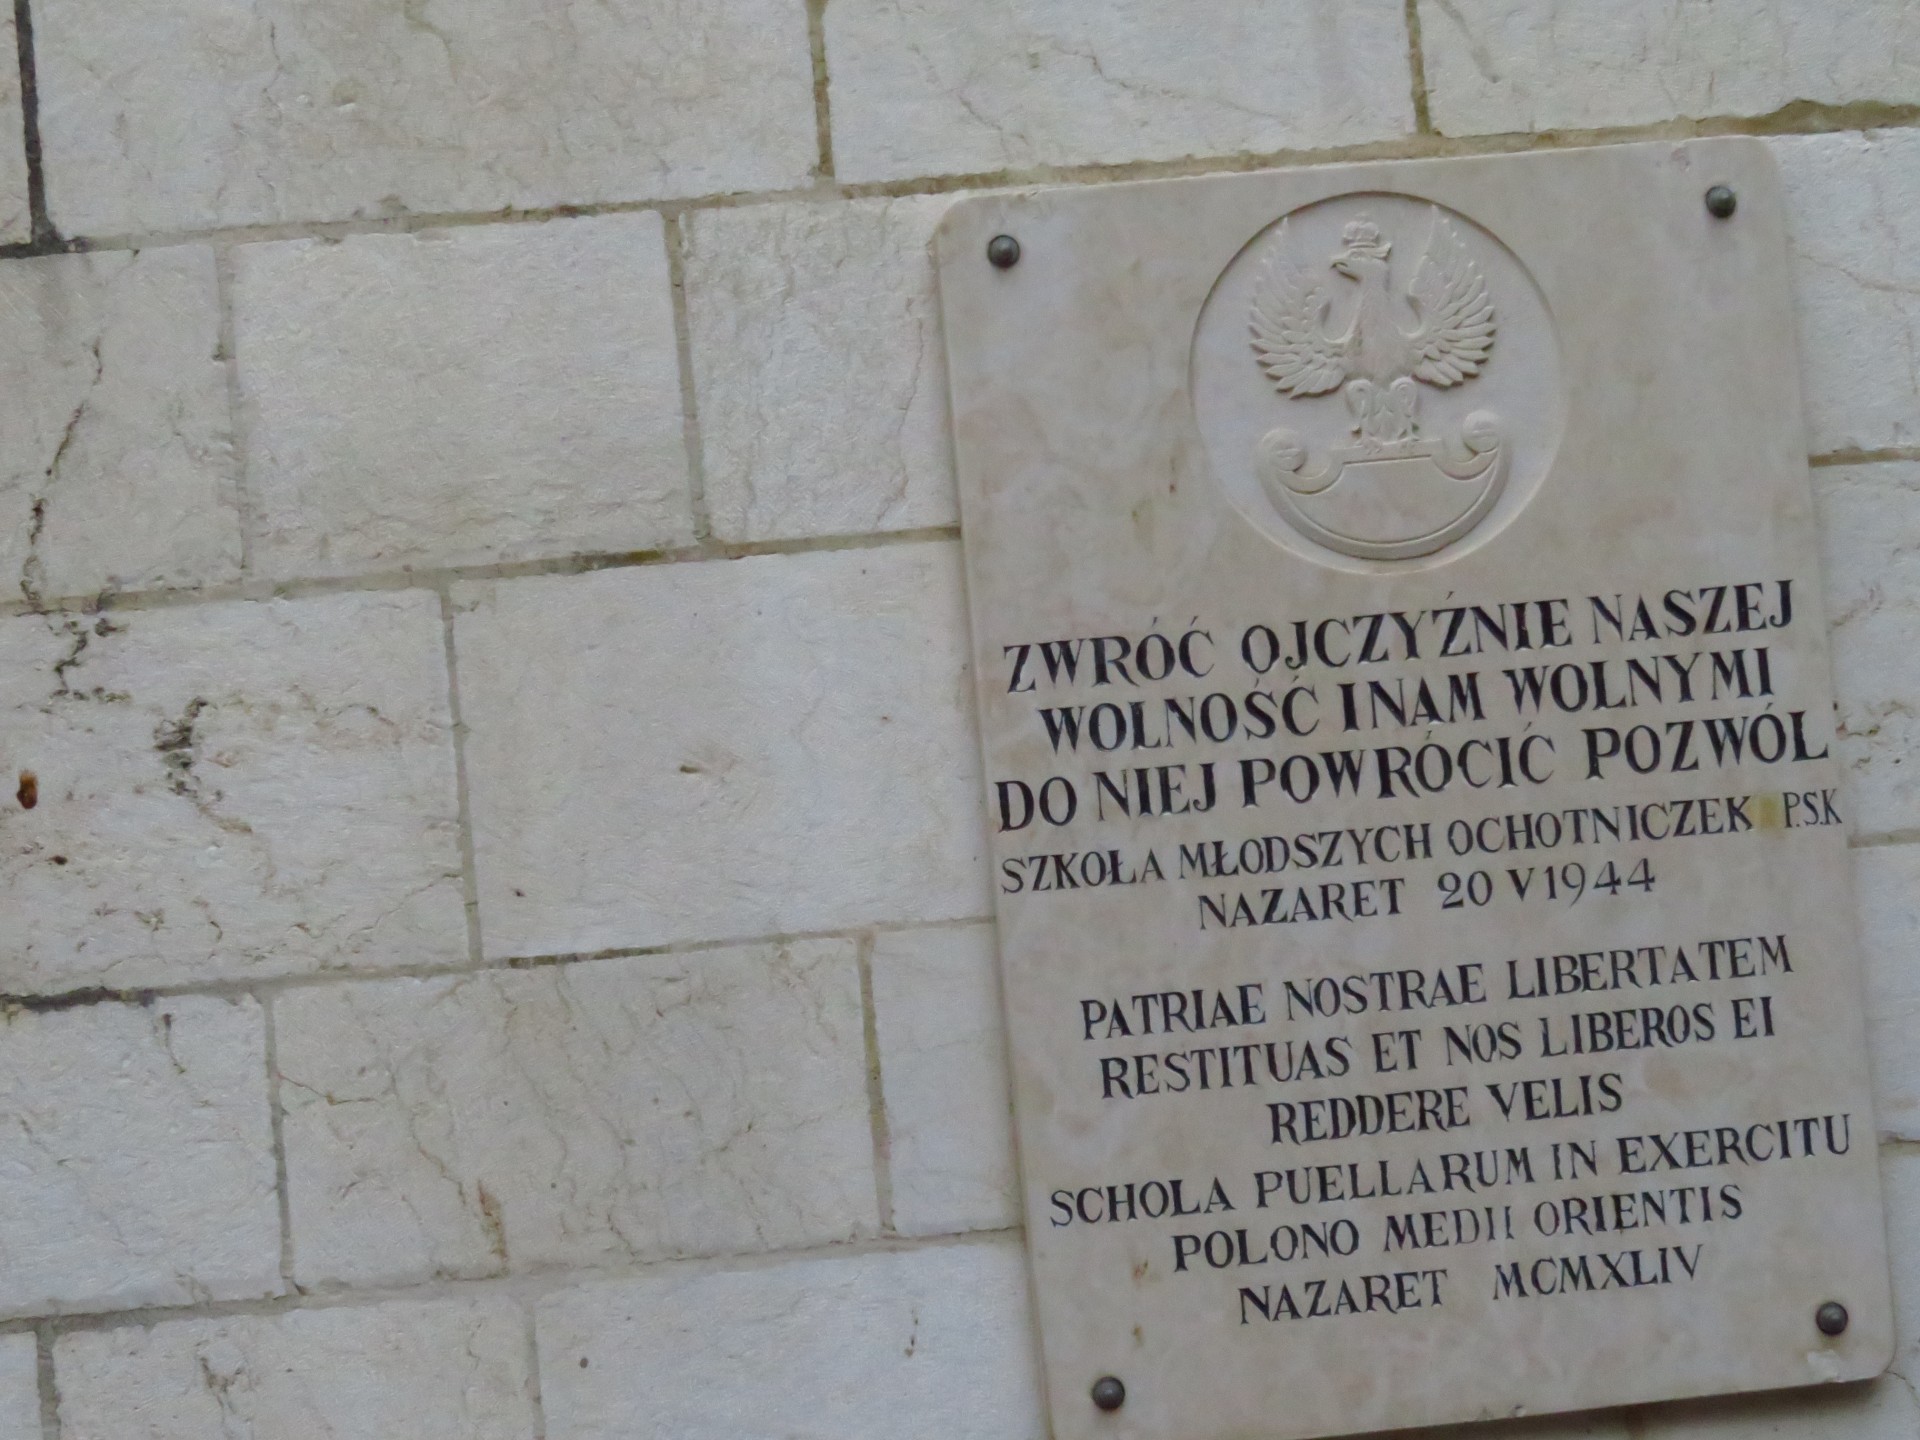 ZWRÓĆ OJCZYŹNIE NASZEJ
WOLNOŚĆ I NAM WOLNYMI
DO NIEJ POWRÓCIĆ POZWÓL
SZKOŁA MŁODSZYCH OCHOTNICZEK P.S.K
NAZARET 20 V 1944
PATRIAE NOSTRAE LIBERTATEM
RESTITUAS ET NOS LIBEROS EI
REDDERE VELIS
SCHOLA PUELLARUM IN EXERCITU
POLONO MEDII ORIENTIS
NAZARET MCMXLIV